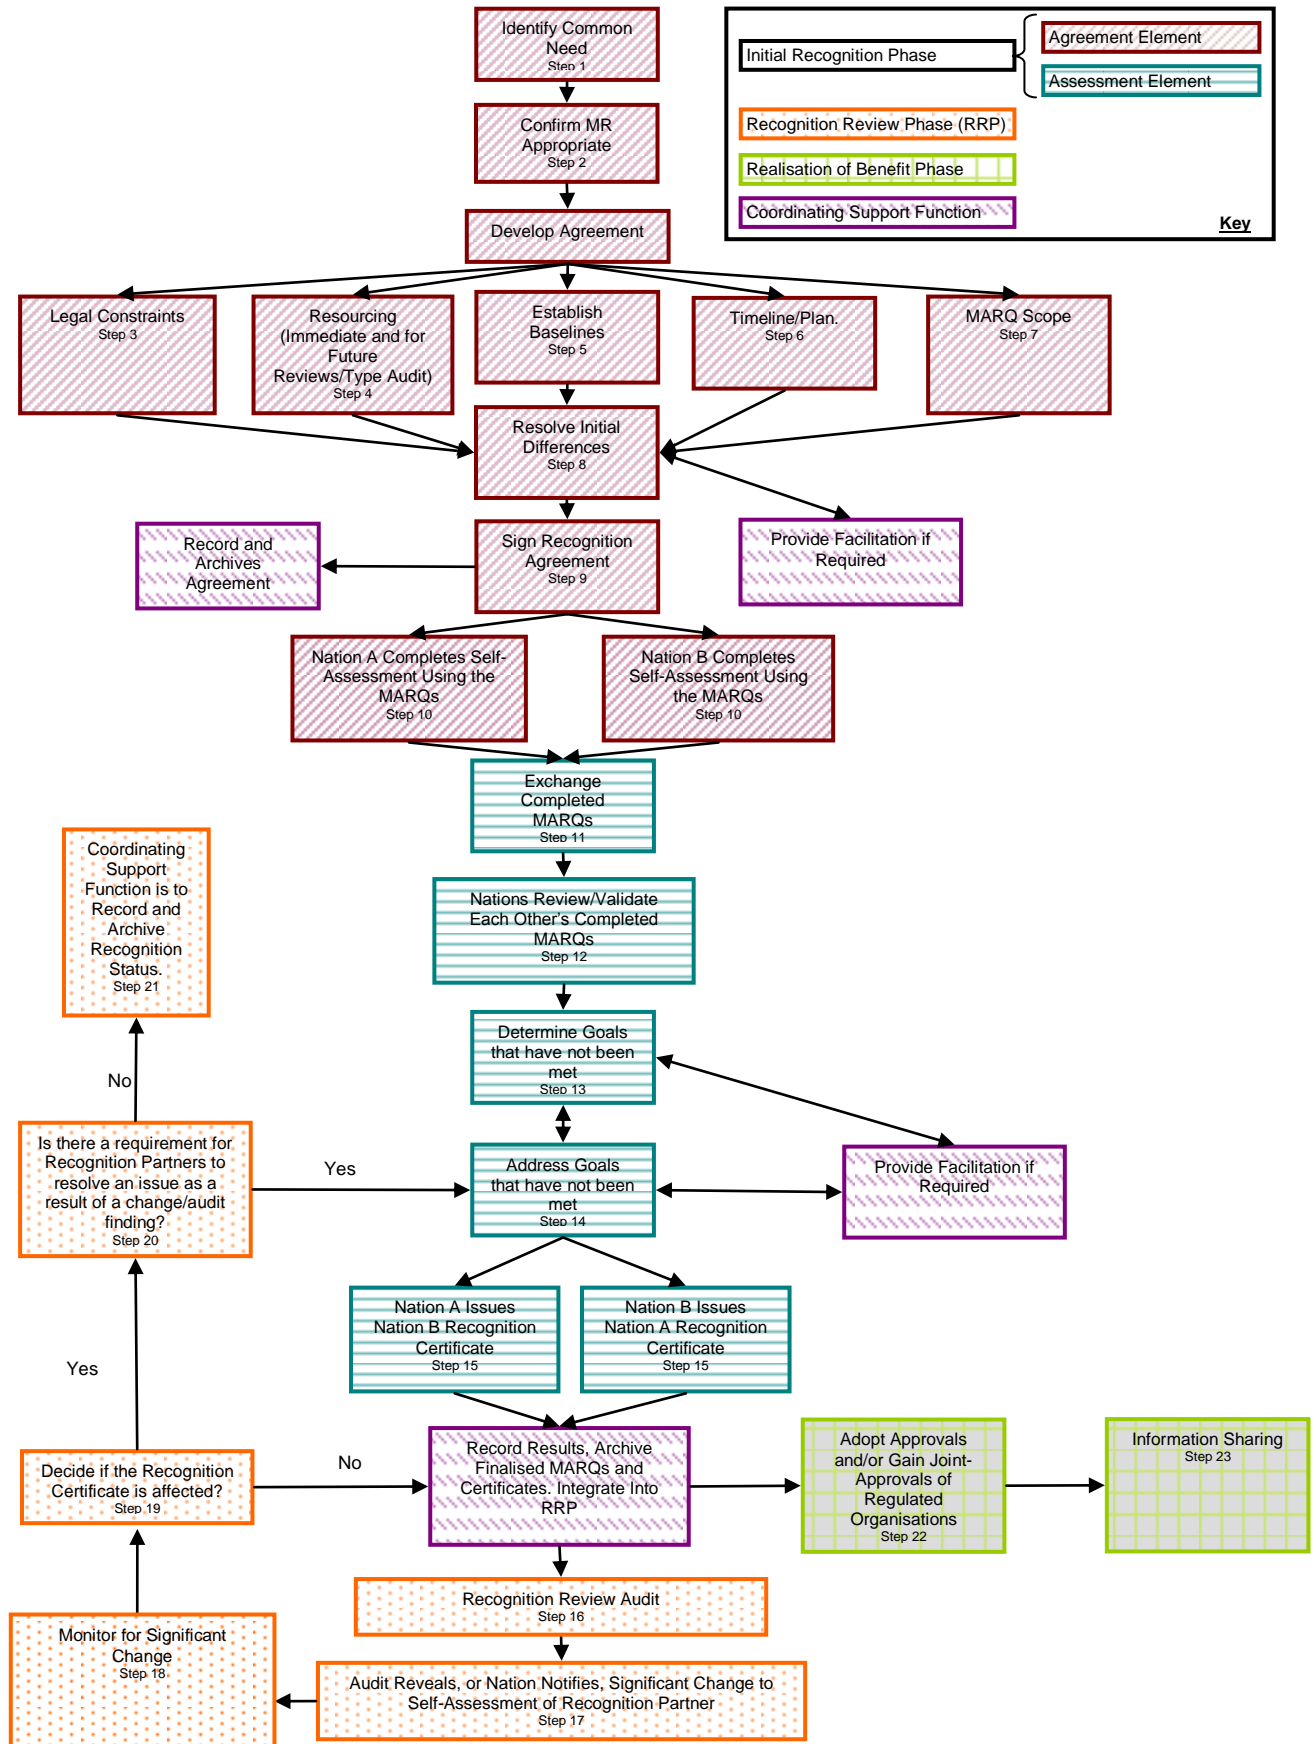 Identify Common
Need
Step 1
Initial Recognition Phase
Agreement Element
Assessment Element
Recognition Review Phase (RRP)
Realisation of Benefit Phase
Coordinating Support Function
Key
Confirm MR
Appropriate
Step 2
Develop Agreement
Legal Constraints
Step 3
Resourcing
(Immediate and for
Future
Reviews/Type Audit)
Step 4
Establish
Baselines
Step 5
Timeline/Plan.
Step 6
MARQ Scope
Step 7
Resolve Initial
Differences
Step 8
Record and
Archives
Agreement
Sign Recognition
Agreement
Step 9
Provide Facilitation if
Required
Nation A Completes Self-
Assessment Using the
MARQs
Step 10
Nation B Completes
Self-Assessment Using
the MARQs
Step 10
Exchange
Completed
MARQs
Step 11
Coordinating
Support
Function is to
Record and
Archive
Recognition
Status.
Step 21
Nations Review/Validate
Each Other's Completed
MARQs
Step 12
Determine Goals
that have not been
met
Step 13
No
Is there a requirement for
Recognition Partners to
resolve an issue as a
result of a change/audit
finding?
Step 20
Yes
Address Goals
that have not been
met
Step 14
Provide Facilitation if
Required
Nation A Issues
Nation B Recognition
Certificate
Step 15
Nation B Issues
Nation A Recognition
Certificate
Step 15
Yes
Decide if the Recognition
Certificate is affected?
Step 19
No
Record Results, Archive
Finalised MARQs and
Certificates. Integrate Into
RRP
Adopt Approvals
and/or Gain Joint-
Approvals of
Regulated
Organisations
Step 22
Information Sharing
Step 23
Recognition Review Audit
Step 16
Monitor for Significant
Change
Step 18
Audit Reveals, or Nation Notifies, Significant Change to
Self-Assessment of Recognition Partner
Step 17